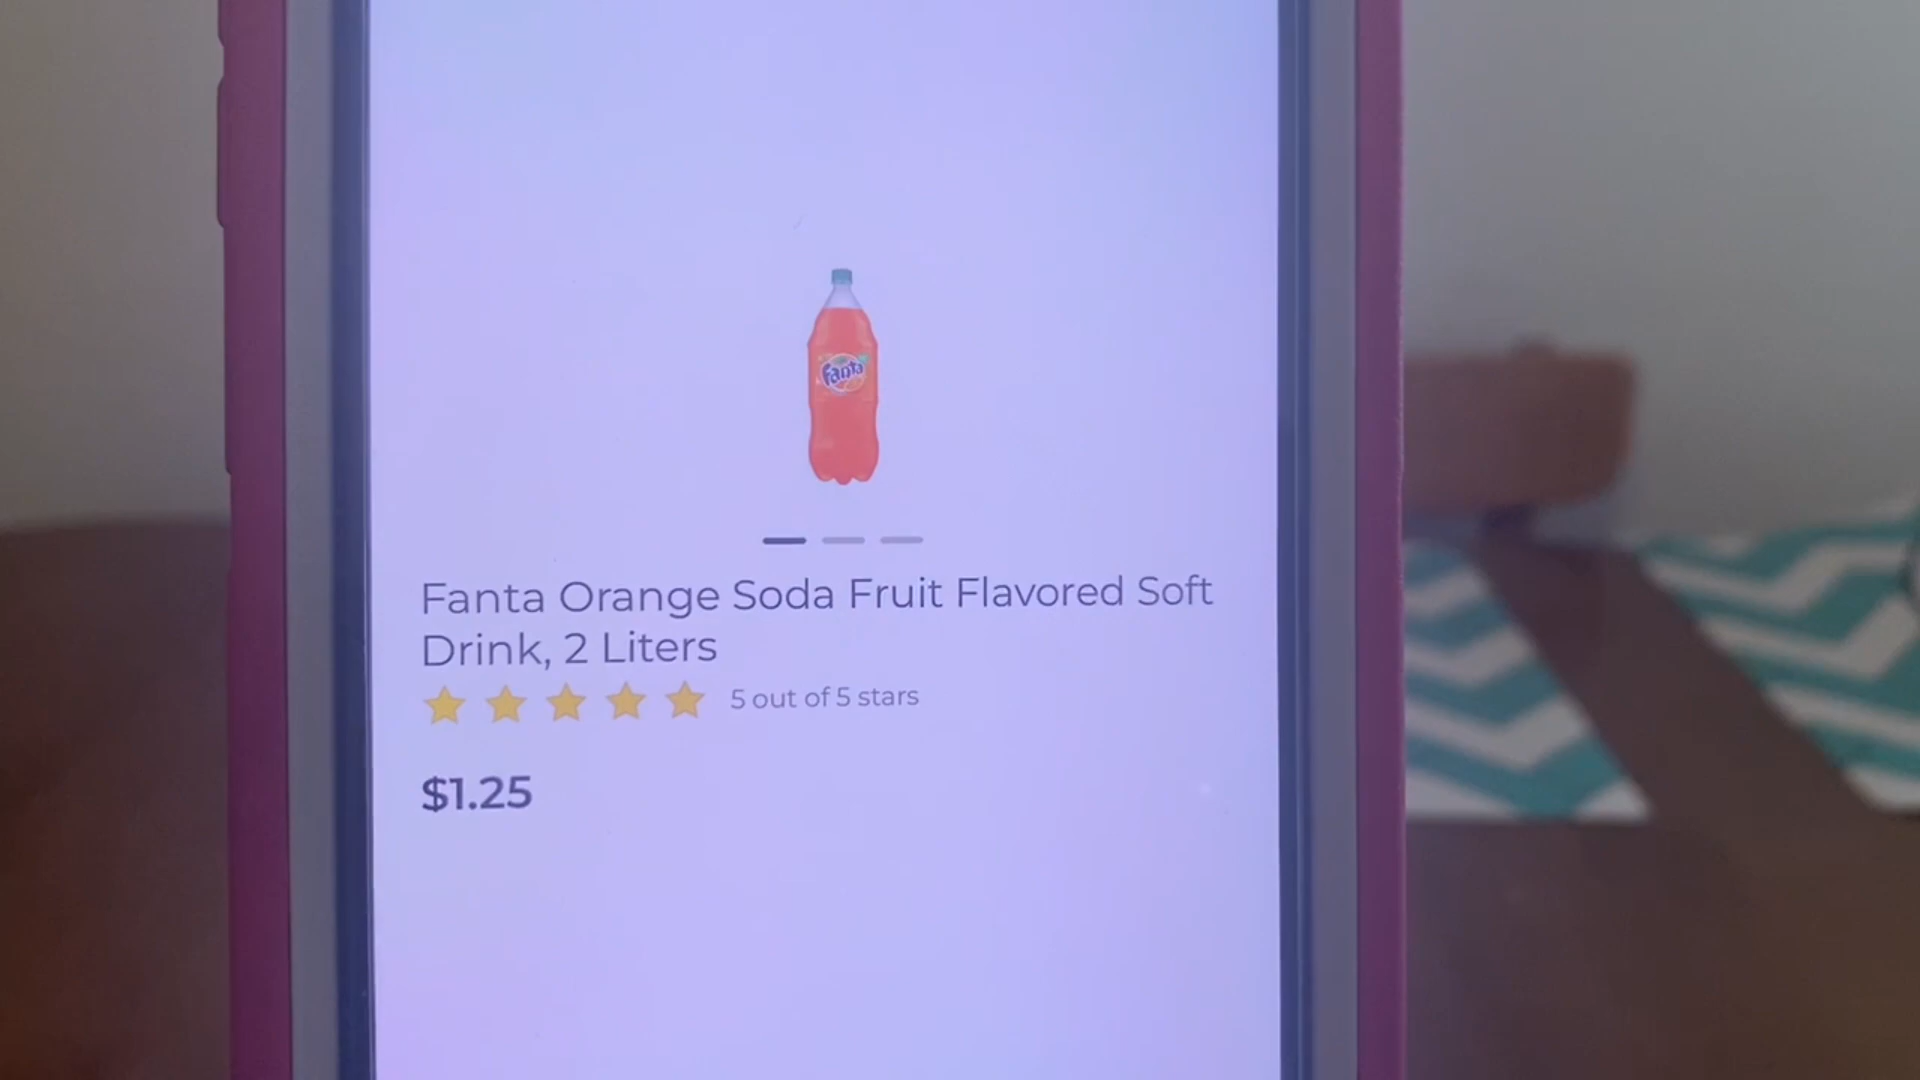 Fanta
Fanta Orange Soda Fruit Flavored Soft
Drink, 2 Liters
5 out of 5 stars
$1.25